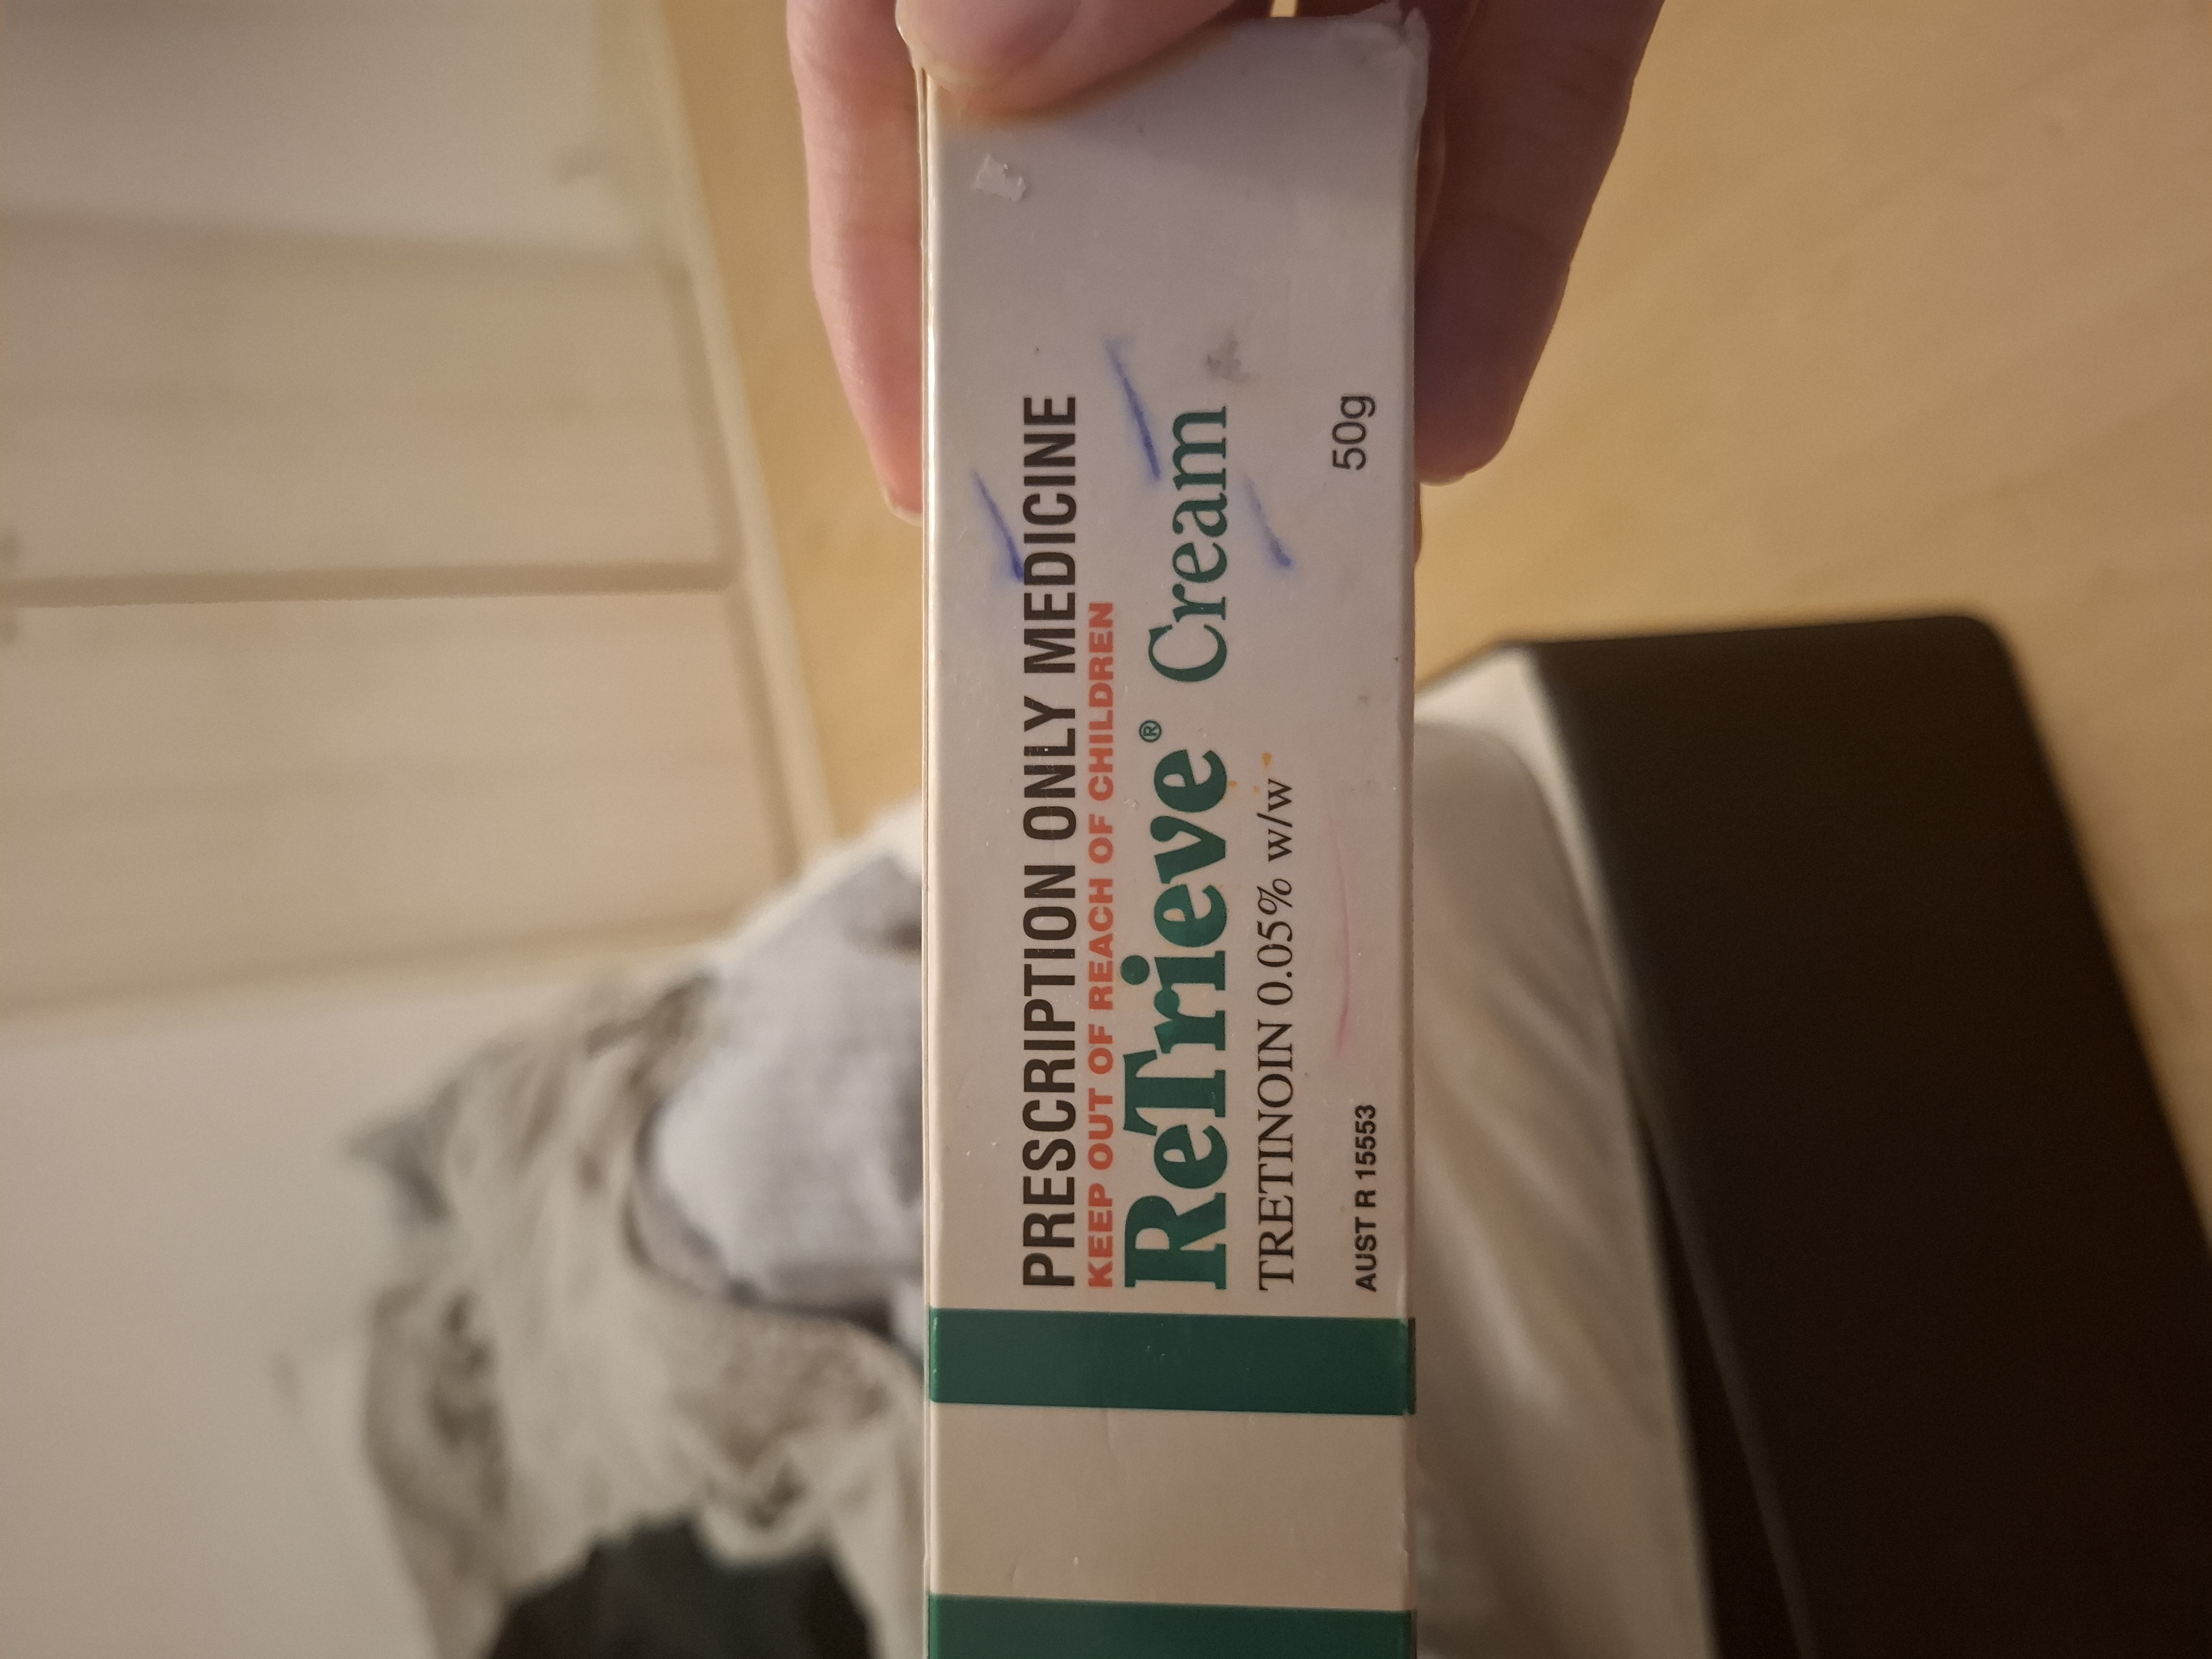 PRESCRIPTION ONLY MEDICINE
KEEP OUT OF REACH OF CHILDREN
ReTrieve® Cream
TRETINOIN 0.05% w/w
AUST R 15553 50g